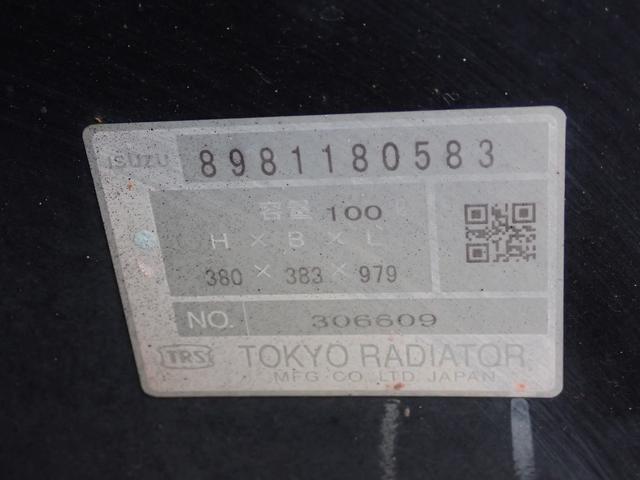 ISUZU 8981180583
容量 100 ℓ
H × B × L
380 × 383 × 979
NO. 306609
TRS TOKYO RADIATOR
MFG CO LTD JAPAN